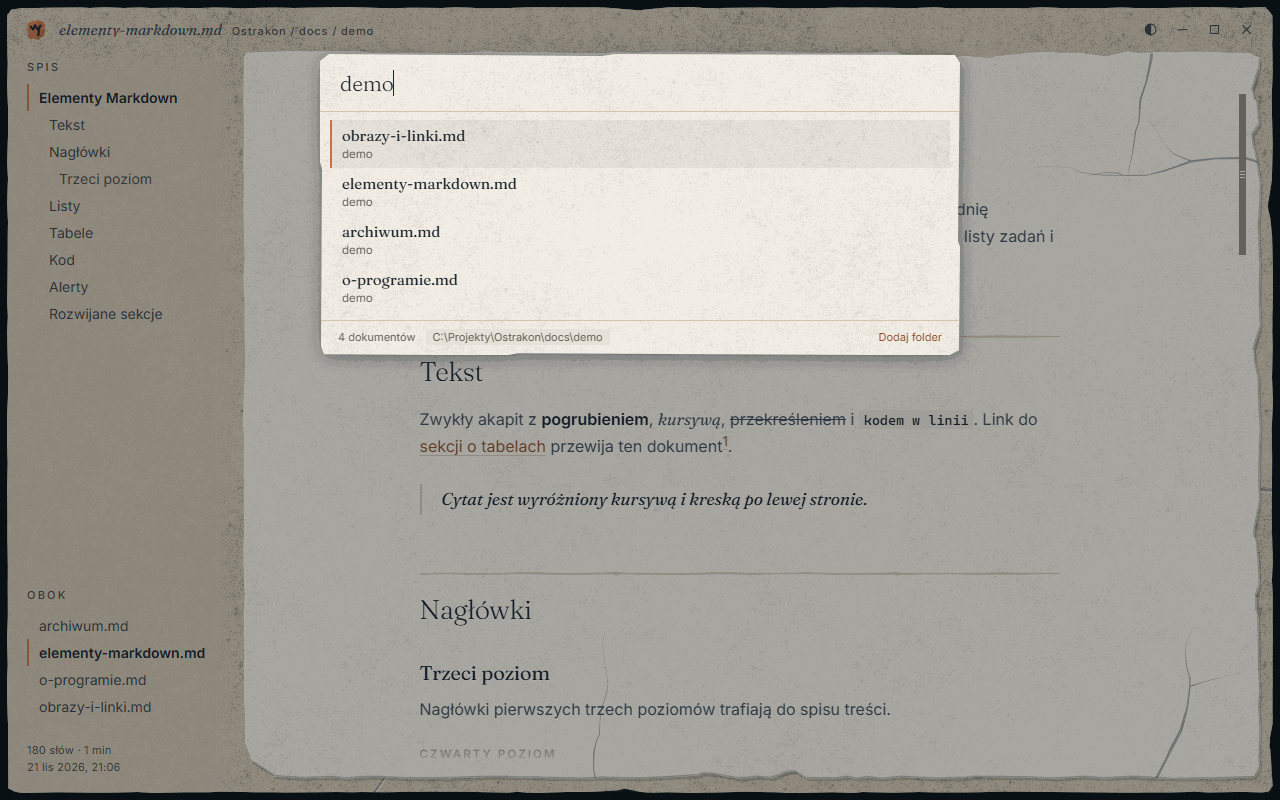 elementy-markdown.md Ostrakon / docs / demo
SPIS
Elementy Markdown
Tekst
Nagłówki
Trzeci poziom
Listy
Tabele
Kod
Alerty
Rozwijane sekcje
OBOK
archiwum.md
elementy-markdown.md
o-programie.md
obrazy-i-linki.md
180 słów · 1 min
21 lis 2026, 21:06
demo
obrazy-i-linki.md
demo
elementy-markdown.md
demo
archiwum.md
demo
o-programie.md
demo
4 dokumentów C:\Projekty\Ostrakon\docs\demo Dodaj folder
dnię
listy zadań i
Tekst
Zwykły akapit z pogrubieniem, kursywą, przekreśleniem i kodem w linii. Link do
sekcji o tabelach przewija ten dokument1.
Cytat jest wyróżniony kursywą i kreską po lewej stronie.
Nagłówki
Trzeci poziom
Nagłówki pierwszych trzech poziomów trafiają do spisu treści.
CZWARTY POZIOM